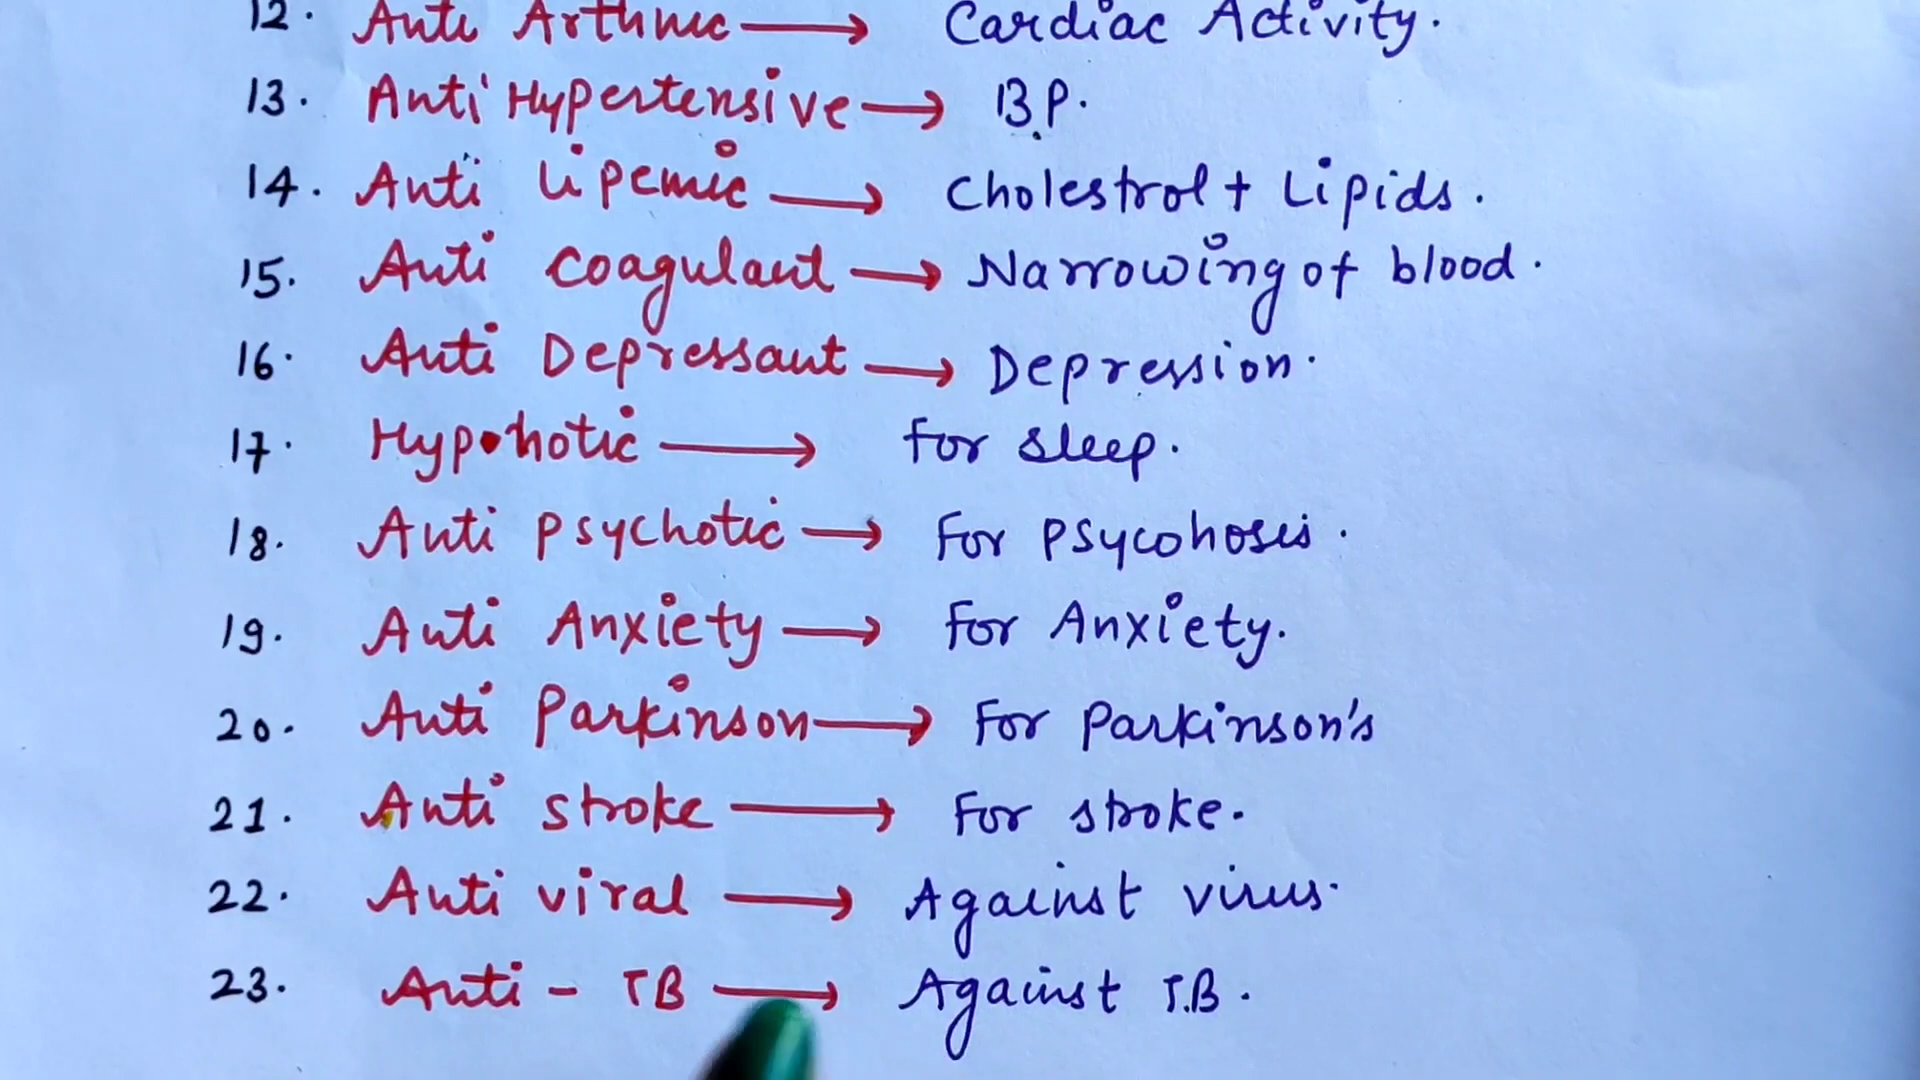 12. Anti Arthmic → Cardiac Activity.
13. Anti Hypertensive → B.P.
14. Anti Lipemic → Cholestrol + Lipids.
15. Anti Coagulant → Narrowing of blood.
16. Anti Depressant → Depression.
17. Hypohotic → For Sleep.
18. Anti Psychotic → For Psycohosis.
19. Anti Anxiety → For Anxiety.
20. Anti Parkinson → For Parkinson's
21. Anti stroke → For stroke.
22. Anti viral → Against virus.
23. Anti - TB → Against T.B.